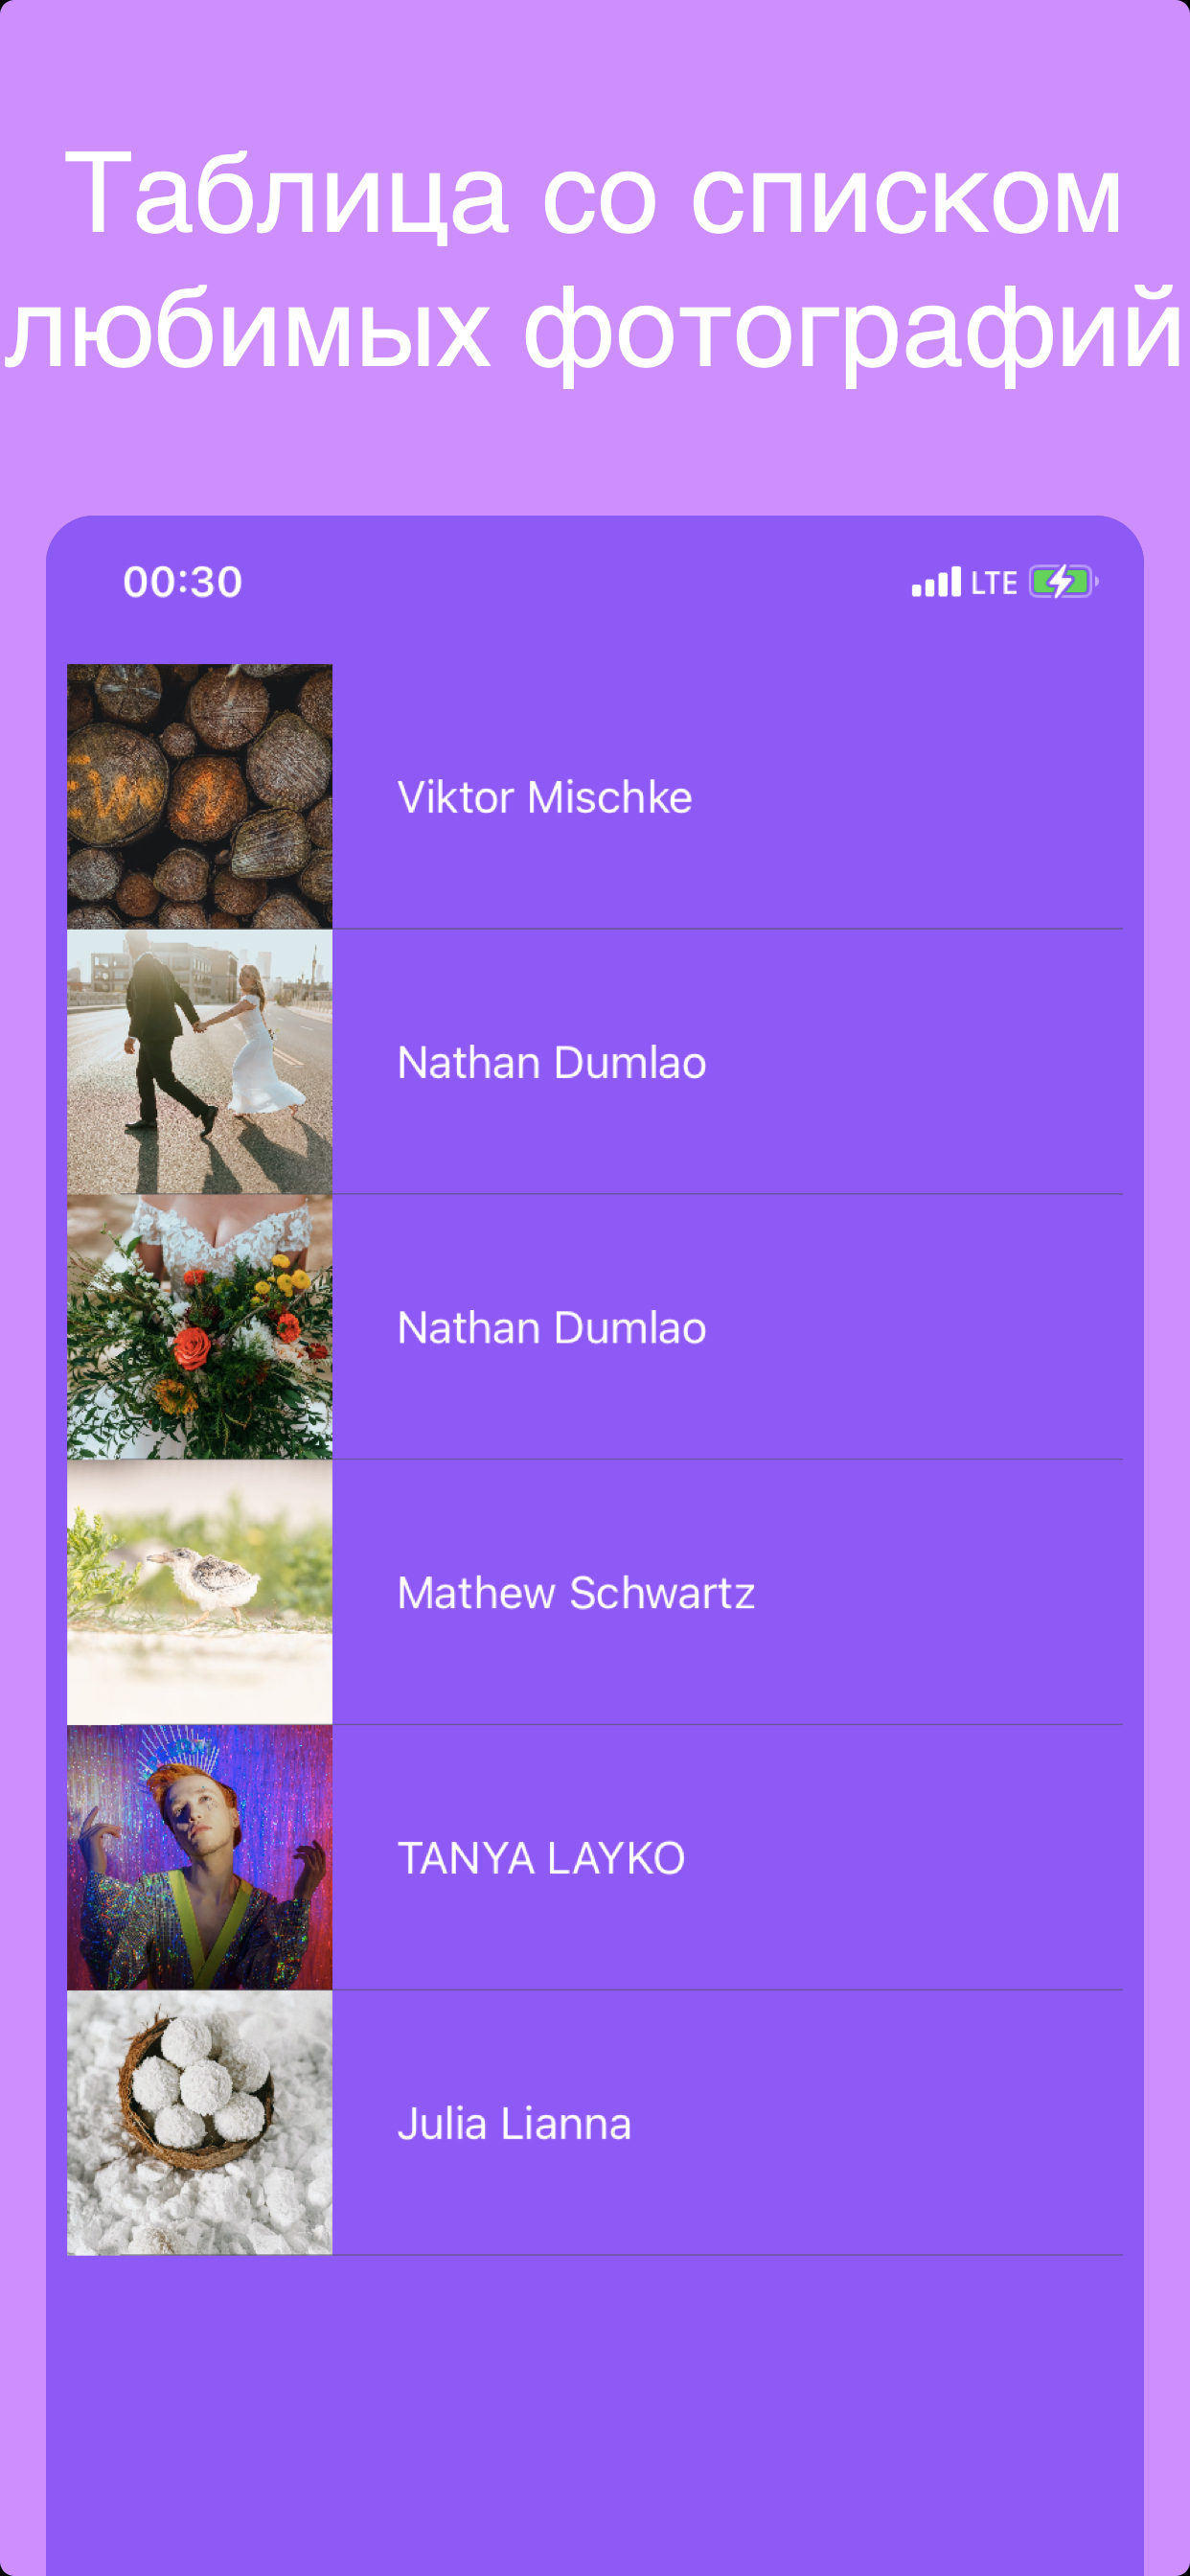 Таблица со списком
любимых фотографий
00:30
LTE
Viktor Mischke
Nathan Dumlao
Nathan Dumlao
Mathew Schwartz
TANYA LAYKO
Julia Lianna